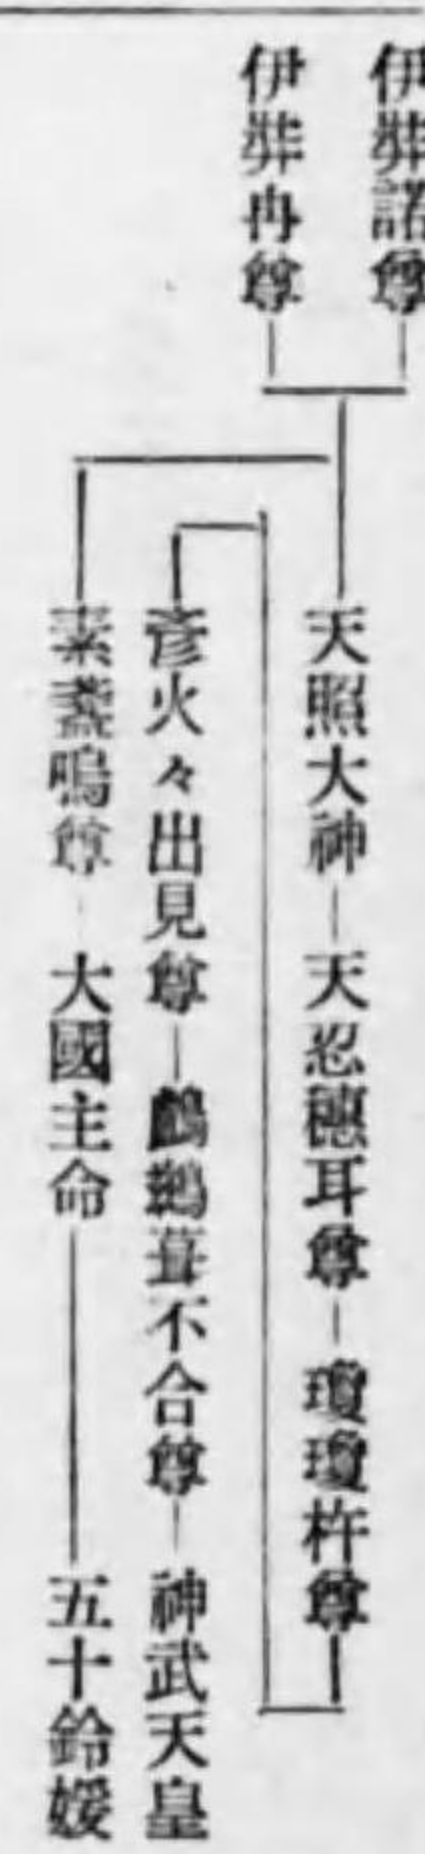 伊弉諾尊
伊弉冉尊
天照大神―天忍穗耳尊―瓊瓊杵尊
彦火々出見尊―鸕鶿葺不合尊―神武天皇
素盞嗚尊―大國主命―五十鈴媛